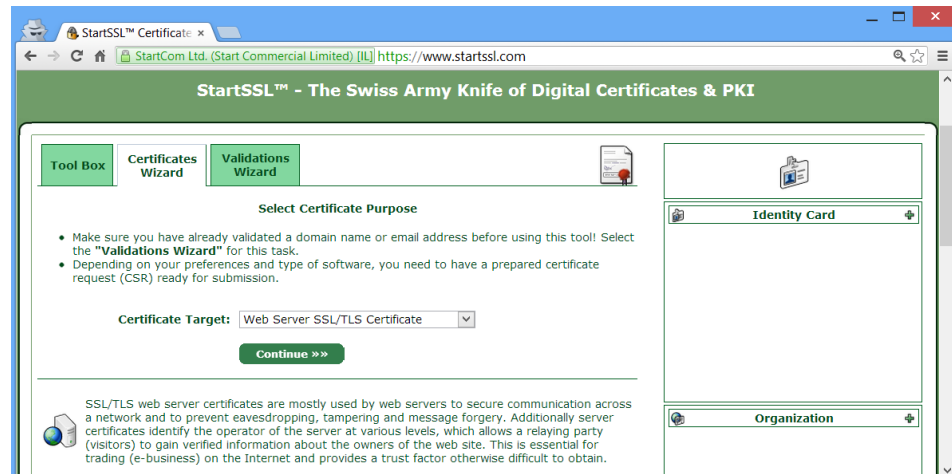 StartSSL™ Certificate ×
StartCom Ltd. (Start Commercial Limited) [IL] https://www.startssl.com
StartSSL™ - The Swiss Army Knife of Digital Certificates & PKI
Tool Box
Certificates
Wizard
Validations
Wizard
Select Certificate Purpose
• Make sure you have already validated a domain name or email address before using this tool! Select
the "Validations Wizard" for this task.
• Depending on your preferences and type of software, you need to have a prepared certificate
request (CSR) ready for submission.
Certificate Target: Web Server SSL/TLS Certificate
Continue »»
SSL/TLS web server certificates are mostly used by web servers to secure communication across
a network and to prevent eavesdropping, tampering and message forgery. Additionally server
certificates identify the operator of the server at various levels, which allows a relaying party
(visitors) to gain verified information about the owners of the web site. This is essential for
trading (e-business) on the Internet and provides a trust factor otherwise difficult to obtain.
Identity Card
Organization